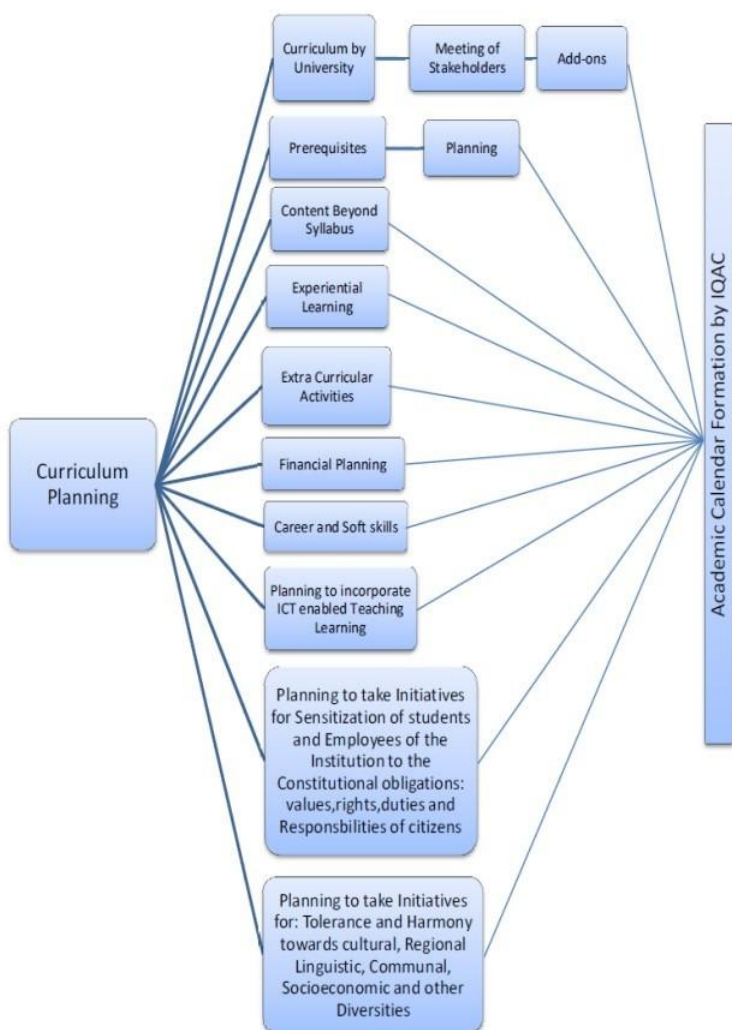 Curriculum by
University
Meeting of
Stakeholders
Add-ons
Prerequisites
Planning
Content Beyond
Syllabus
Experiential
Learning
Extra Curricular
Activities
Curriculum
Planning
Financial Planning
Career and Soft skills
Planning to incorporate
ICT enabled Teaching
Learning
Planning to take Initiatives
for Sensitization of students
and Employees of the
Institution to the
Constitutional obligations:
values,rights,duties and
Responsbilities of citizens
Planning to take Initiatives
for: Tolerance and Harmony
towards cultural, Regional
Linguistic, Communal,
Socioeconomic and other
Diversities
Academic Calendar Formation by IQAC